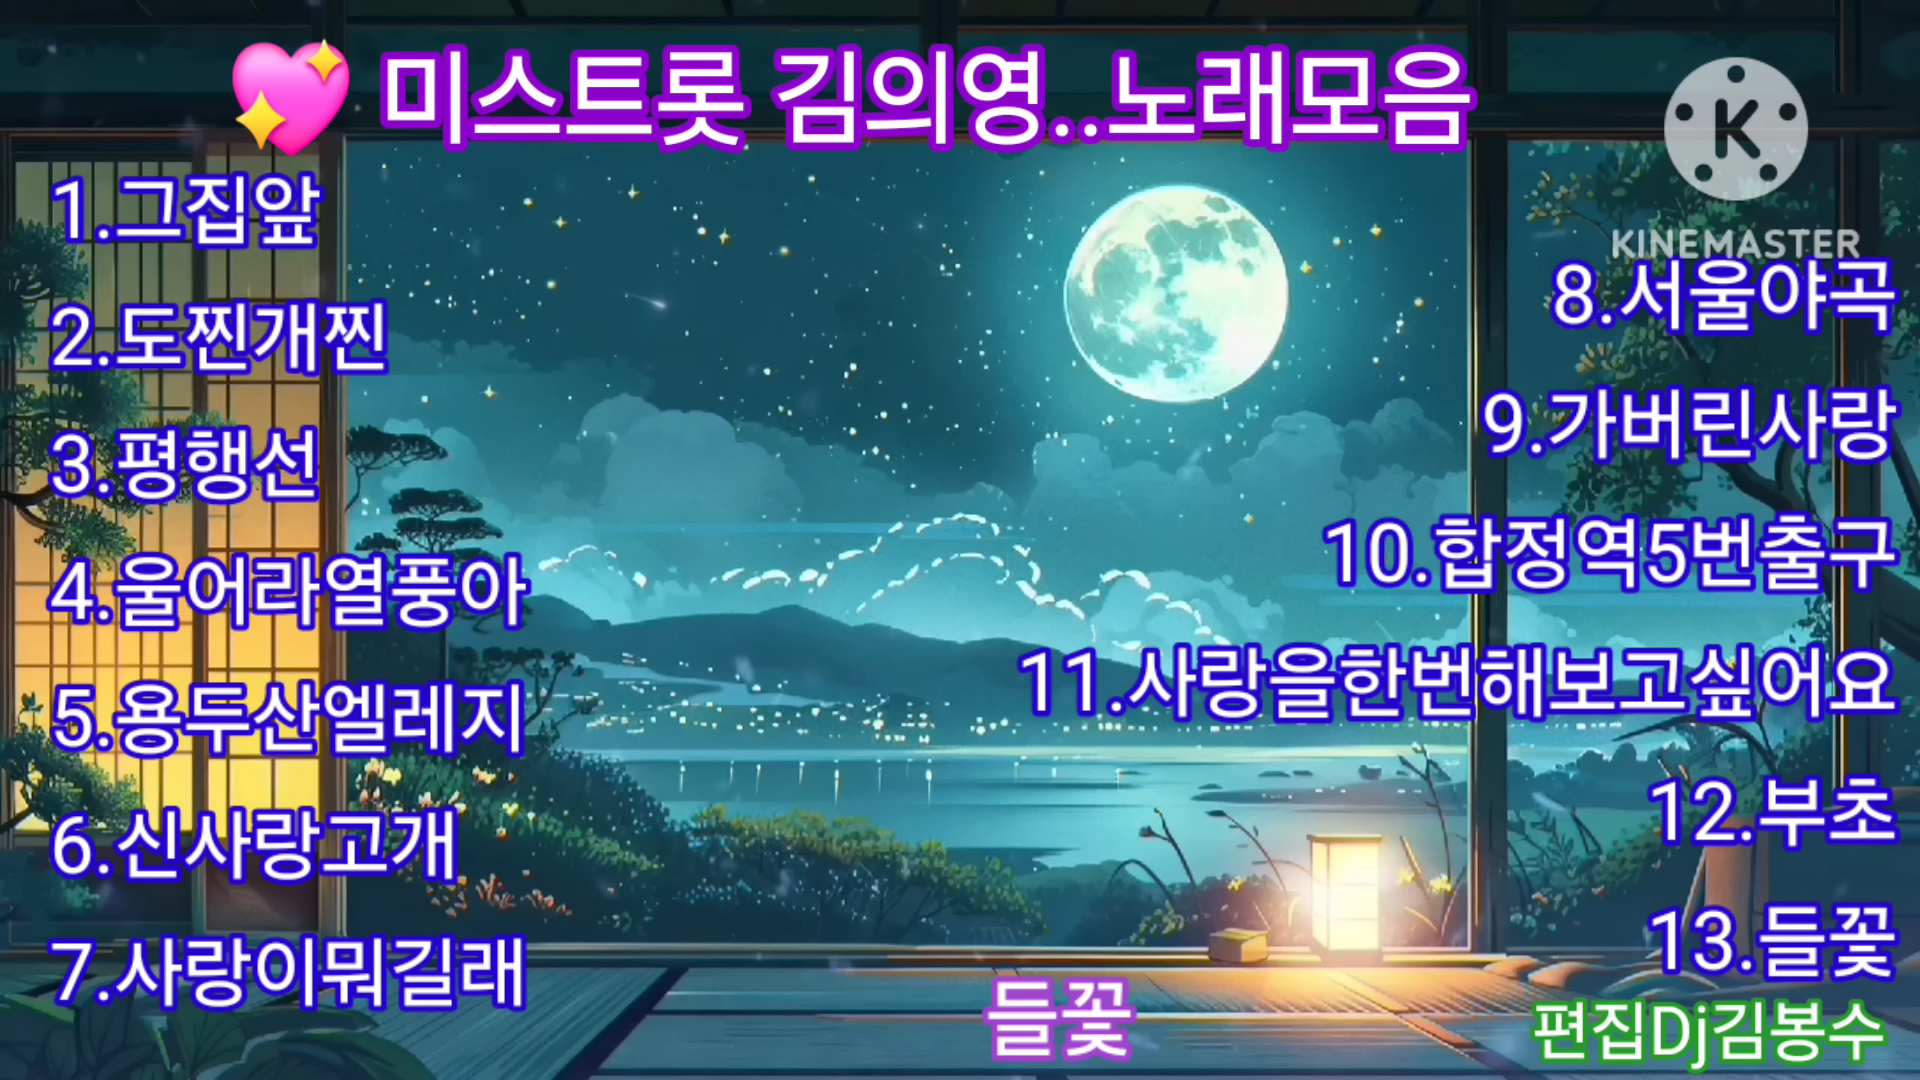 미스트롯 김의영..노래모음
KINEMASTER
1.그집앞
2.도찐개찐
3.평행선
4.울어라열풍아
5.용두산엘레지
6.신사랑고개
7.사랑이뭐길래
8.서울야곡
9.가버린사랑
10.합정역5번출구
11.사랑을한번해보고싶어요
12.부초
13.들꽃
들꽃
편집Dj김봉수